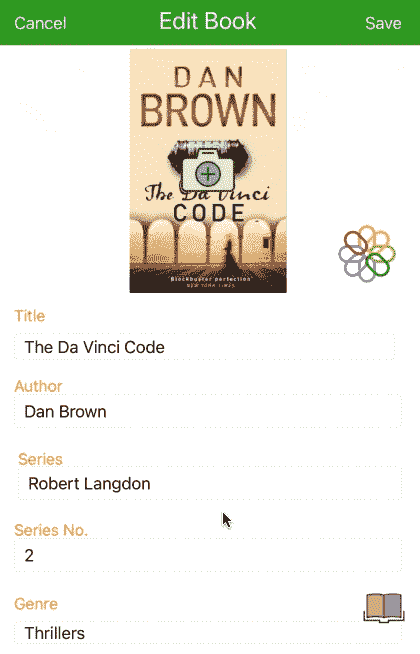 Cancel Edit Book Save
DAN
BROWN
The Da Vinci
CODE
Blockbuster perfection
NEW YORK TIMES
Title
The Da Vinci Code
Author
Dan Brown
Series
Robert Langdon
Series No.
2
Genre
Thrillers